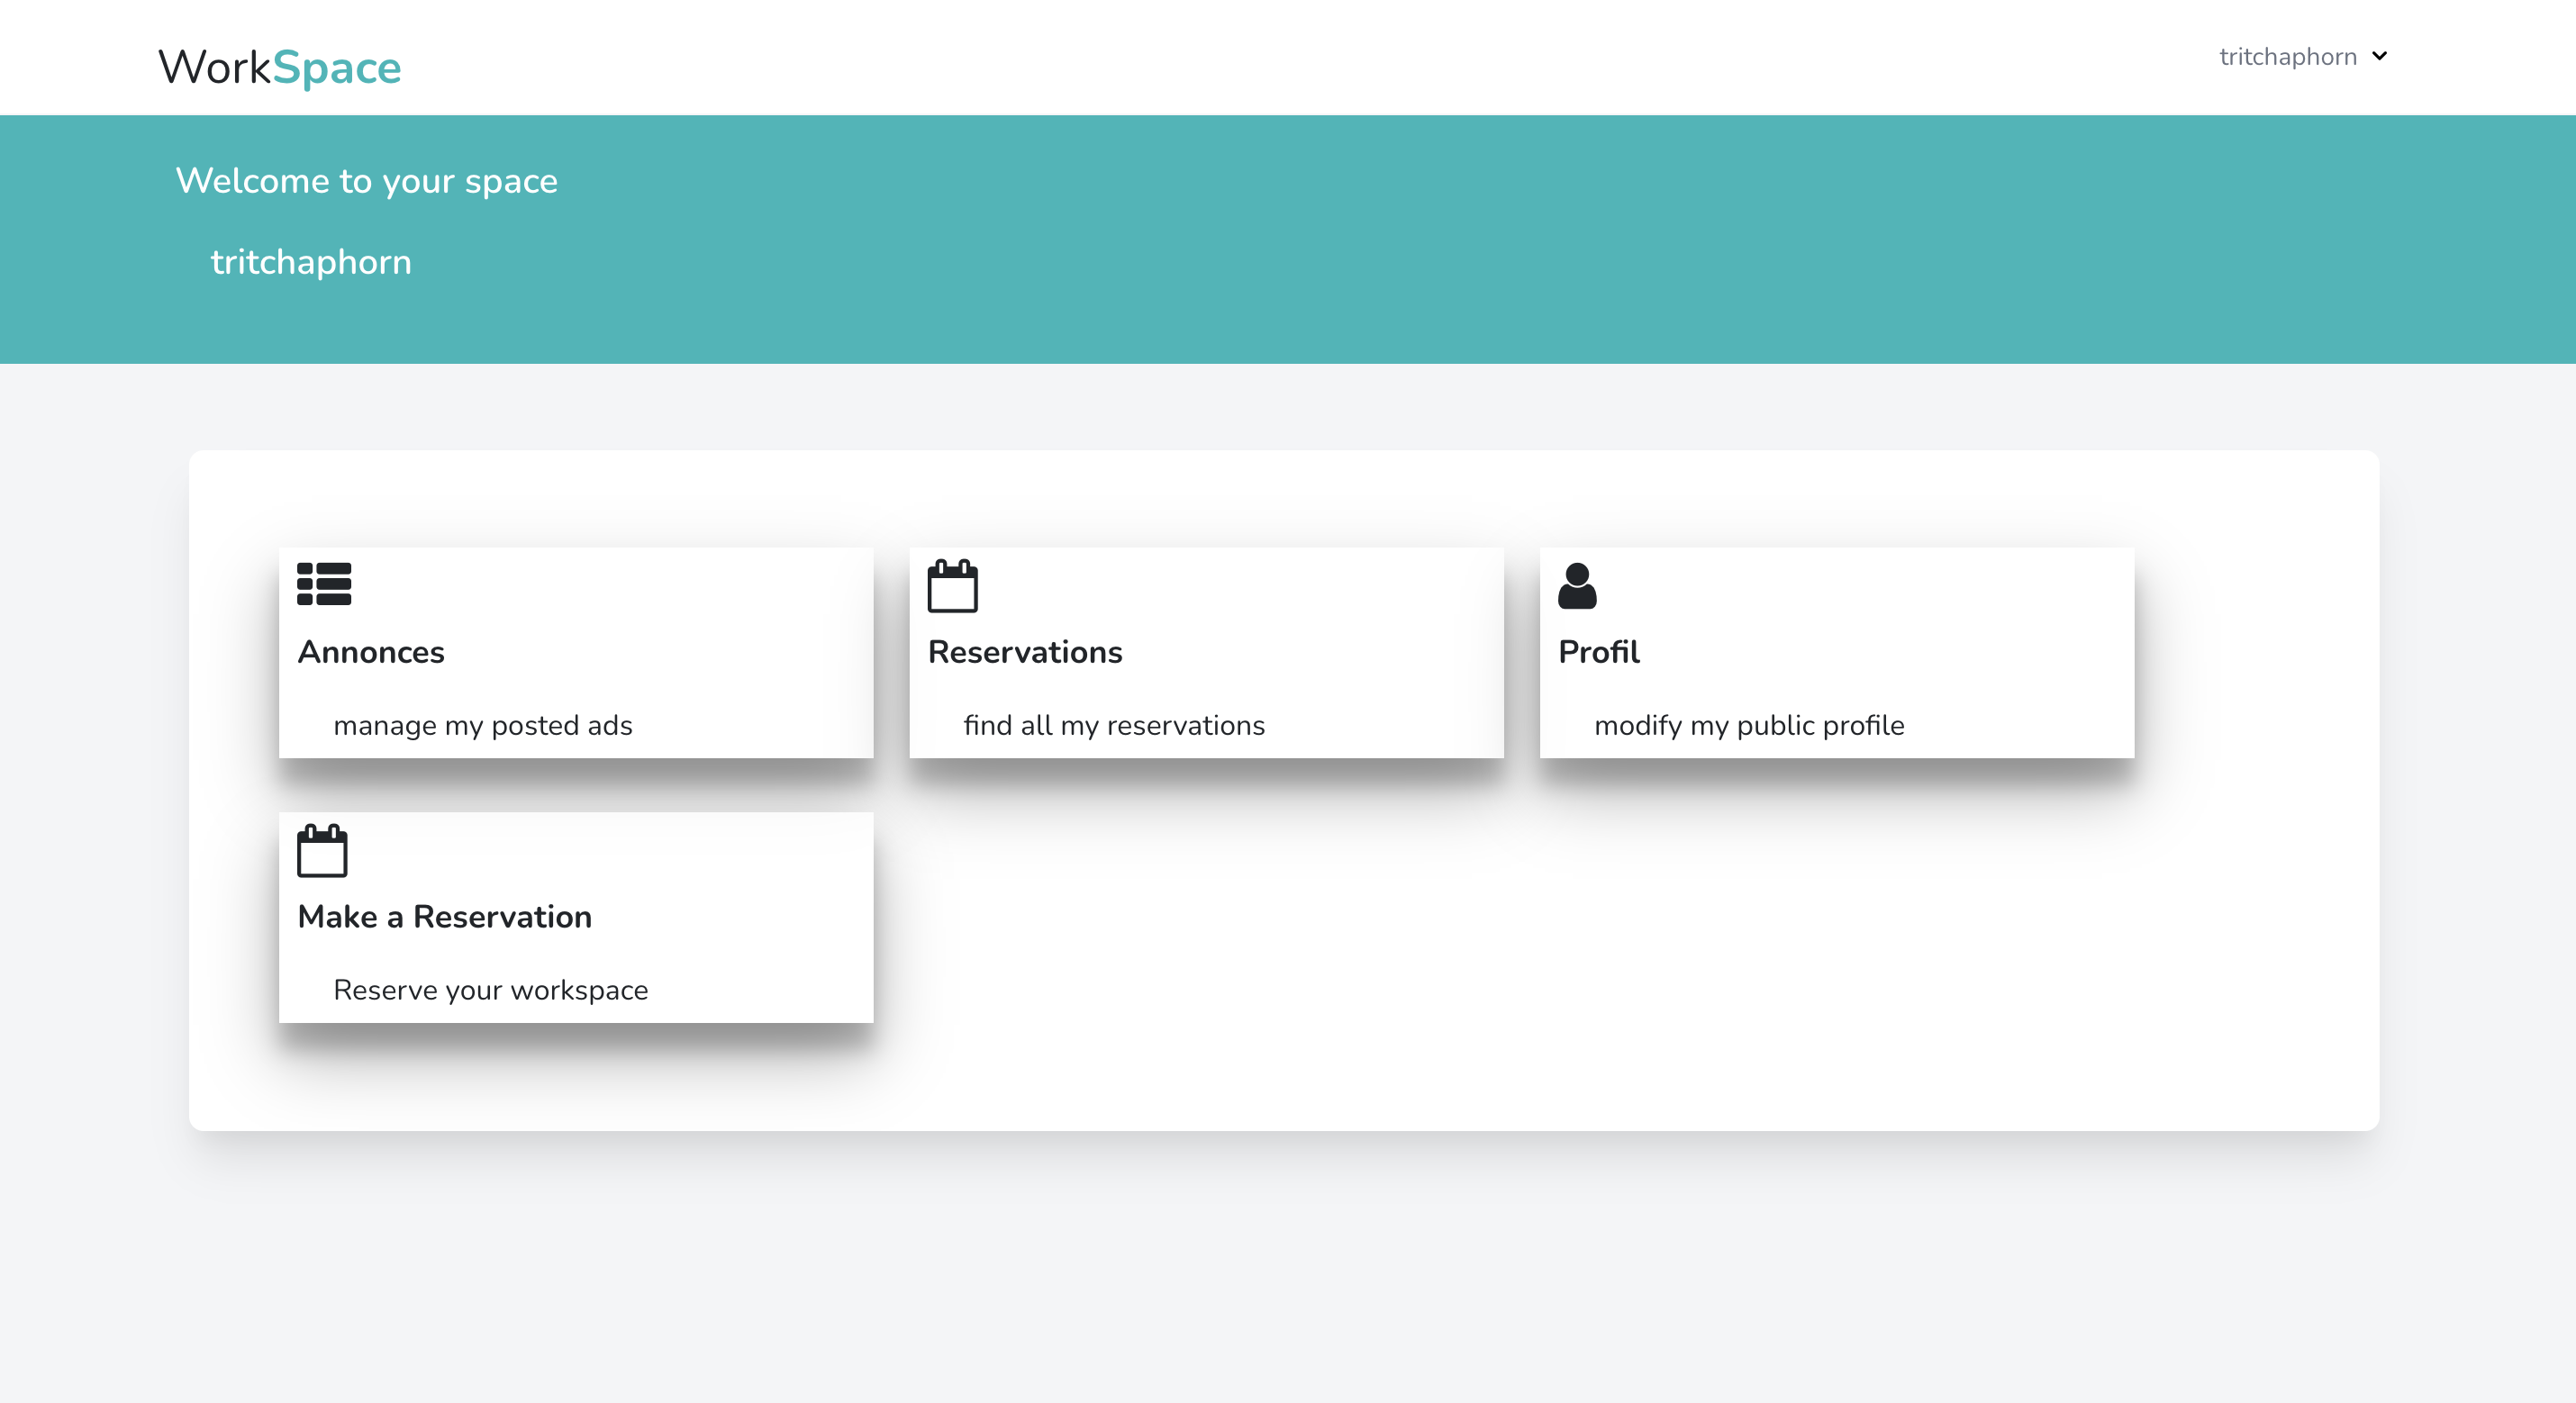 WorkSpace
tritchaphorn
Welcome to your space
tritchaphorn
Annonces
manage my posted ads
Reservations
find all my reservations
Profil
modify my public profile
Make a Reservation
Reserve your workspace